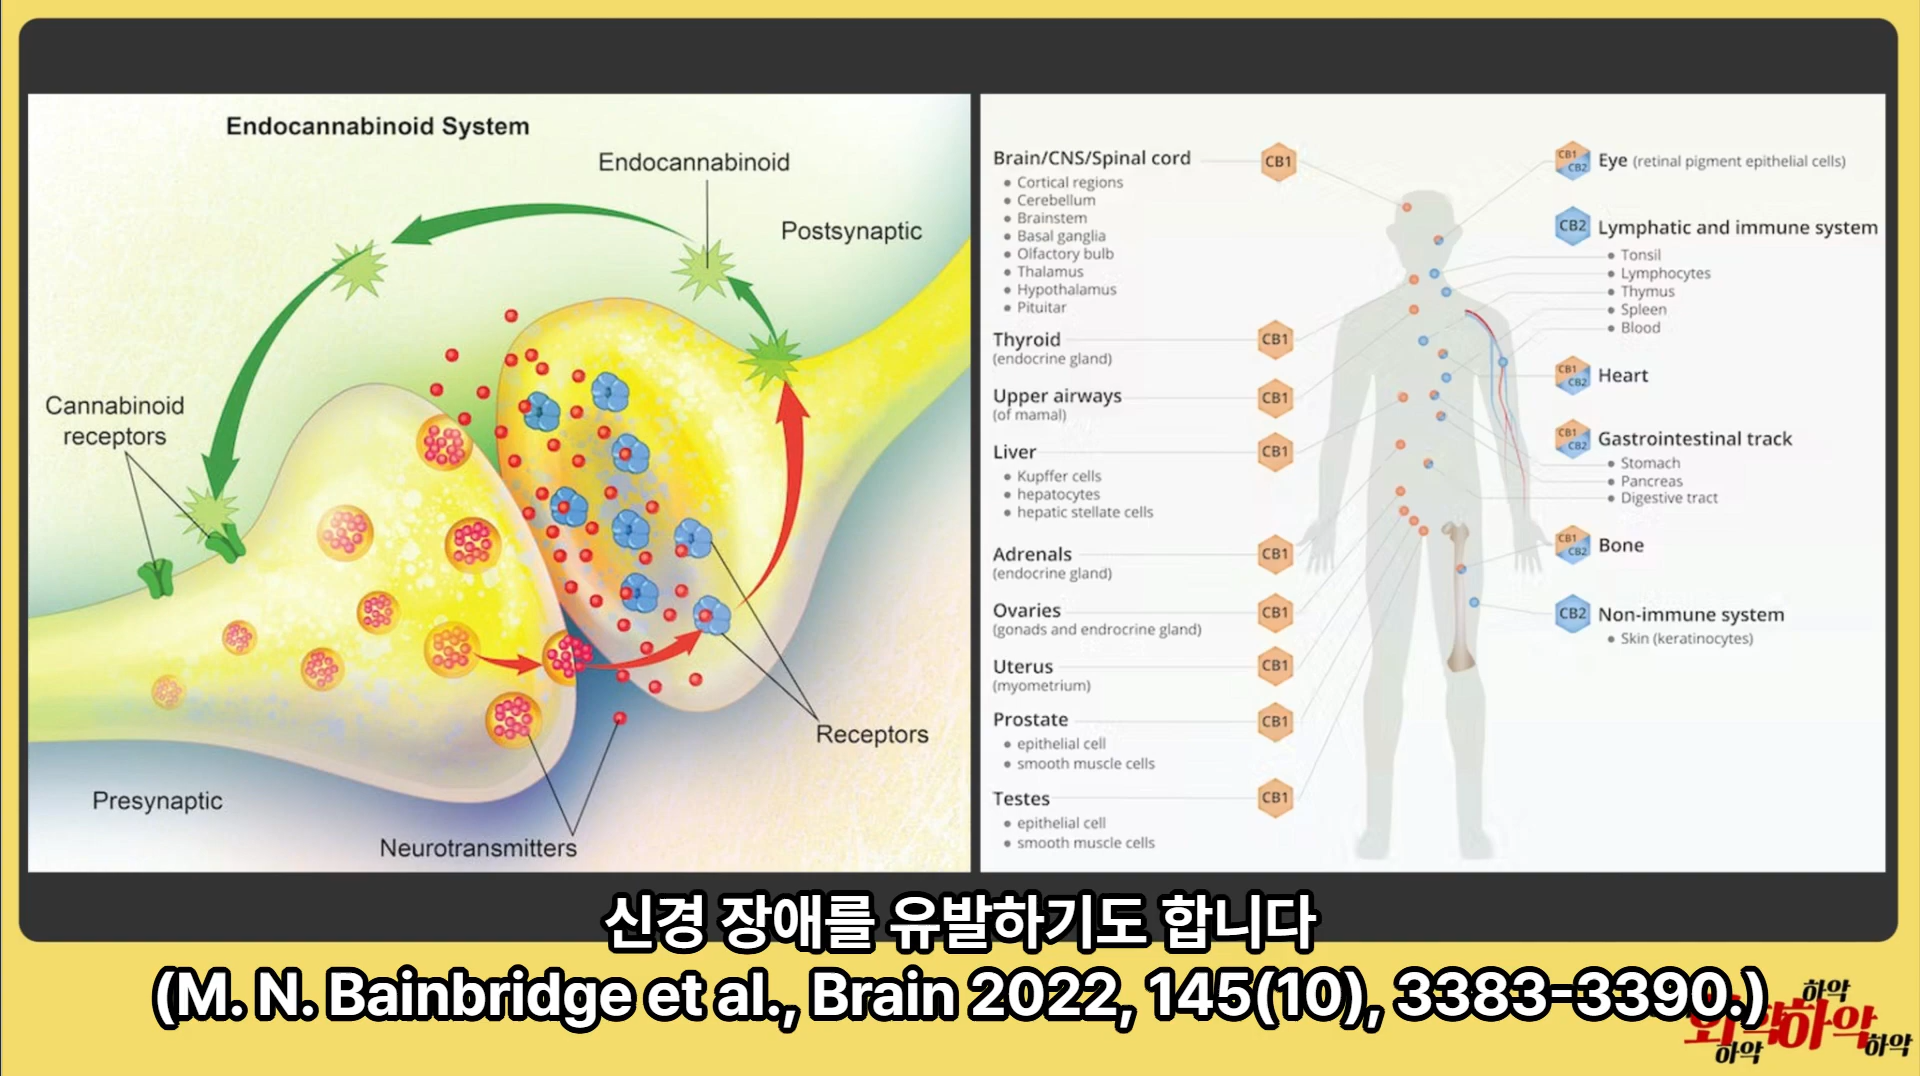 Endocannabinoid System
Endocannabinoid
Postsynaptic
Cannabinoid
receptors
Receptors
Presynaptic
Neurotransmitters
Brain/CNS/Spinal cord
CB1
• Cortical regions
• Cerebellum
• Brainstem
• Basal ganglia
• Olfactory bulb
• Thalamus
• Hypothalamus
• Pituitar
Thyroid
CB1
(endocrine gland)
Upper airways
CB1
(of mamal)
Liver
CB1
• Kupffer cells
• hepatocytes
• hepatic stellate cells
Adrenals
CB1
(endocrine gland)
Ovaries
CB1
(gonads and endrocrine gland)
Uterus
CB1
(myometrium)
Prostate
CB1
• epithelial cell
• smooth muscle cells
Testes
CB1
• epithelial cell
• smooth muscle cells
CB1
CB2
Eye (retinal pigment epithelial cells)
CB2
Lymphatic and immune system
• Tonsil
• Lymphocytes
• Thymus
• Spleen
• Blood
CB1
CB2
Heart
CB1
CB2
Gastrointestinal track
• Stomach
• Pancreas
• Digestive tract
CB1
CB2
Bone
CB2
Non-immune system
• Skin (keratinocytes)
신경 장애를 유발하기도 합니다
(M. N. Bainbridge et al., Brain 2022, 145(10), 3383-3390.)
하약
하약
하약
하약